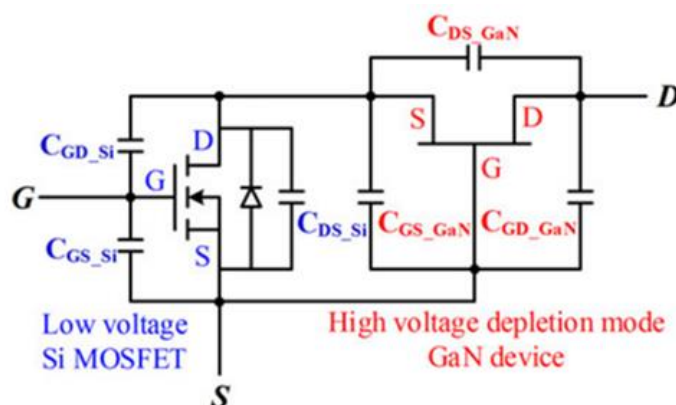 C_DS_GaN
D
S
D
D
C_GD_Si
G
G
G
C_GS_Si
C_DS_Si
C_GS_GaN
C_GD_GaN
S
Low voltage
Si MOSFET
High voltage depletion mode
GaN device
S